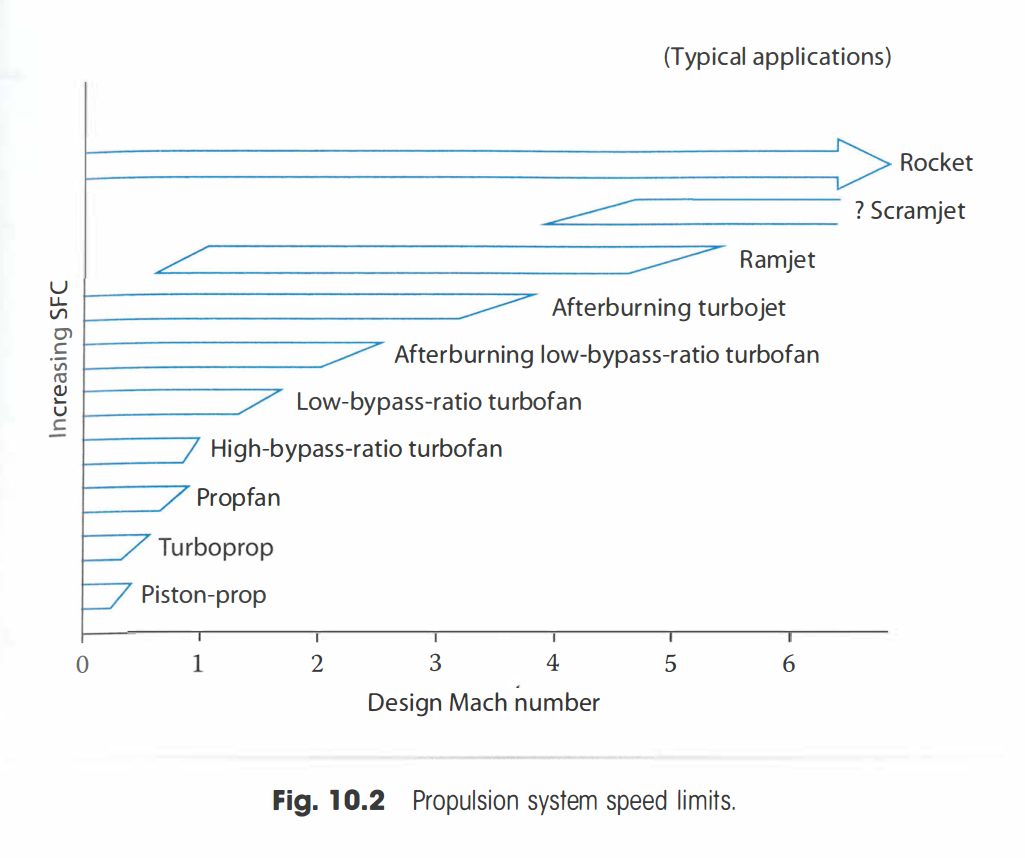 (Typical applications)
Rocket
? Scramjet
Ramjet
Afterburning turbojet
Afterburning low-bypass-ratio turbofan
Low-bypass-ratio turbofan
High-bypass-ratio turbofan
Propfan
Turboprop
Piston-prop
Increasing SFC
0 1 2 3 4 5 6
Design Mach number
Fig. 10.2 Propulsion system speed limits.